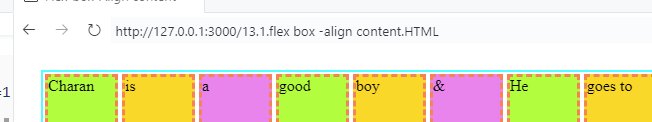 http://127.0.0.1:3000/13.1.flex box -align content.HTML
Charan is a good boy & He goes to